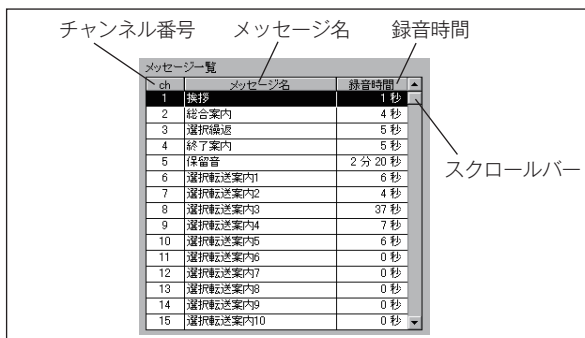 チャンネル番号 メッセージ名 録音時間
メッセージ一覧
ch メッセージ名 録音時間
1 挨拶 1 秒
2 総合案内 4 秒
3 選択繰返 5 秒
4 終了案内 5 秒
5 保留音 2 分 20 秒
6 選択転送案内1 6 秒
7 選択転送案内2 4 秒
8 選択転送案内3 37 秒
9 選択転送案内4 7 秒
10 選択転送案内5 6 秒
11 選択転送案内6 0 秒
12 選択転送案内7 0 秒
13 選択転送案内8 0 秒
14 選択転送案内9 0 秒
15 選択転送案内10 0 秒
スクロールバー